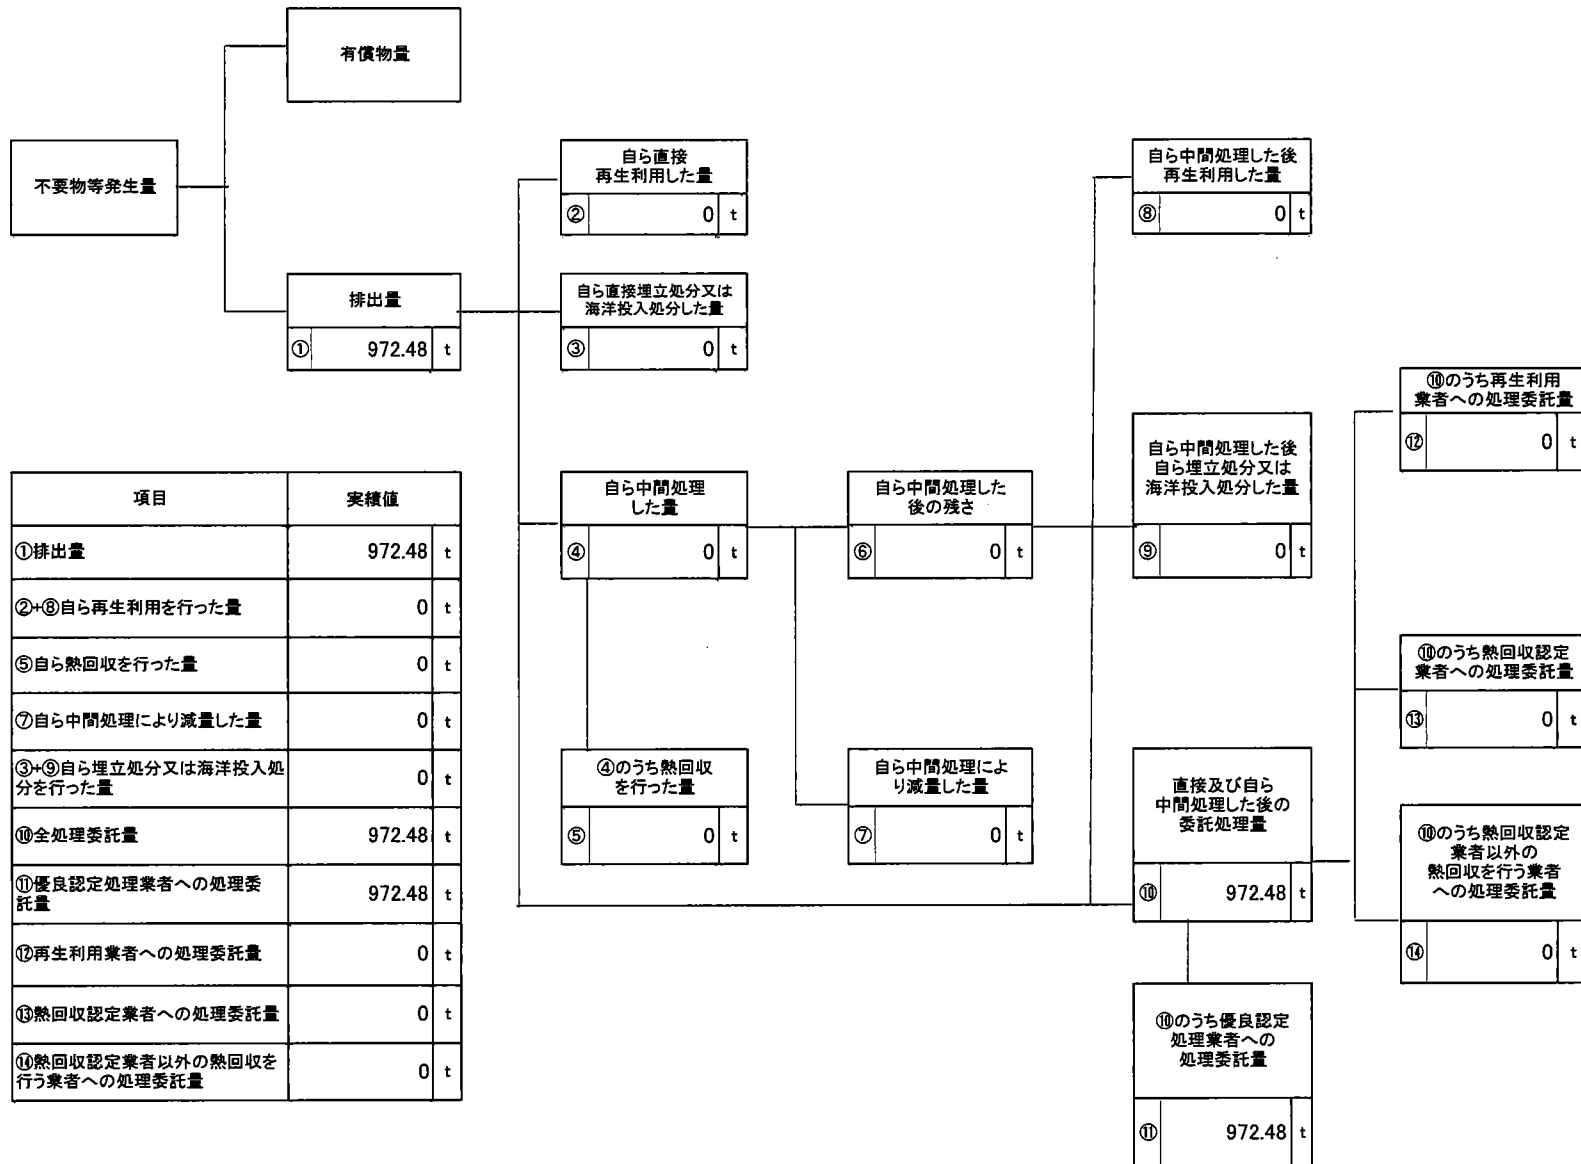 有償物量
不要物等発生量
自ら直接
再生利用した量
② 0 t
自ら中間処理した後
再生利用した量
⑧ 0 t
排出量
① 972.48 t
自ら直接埋立処分又は
海洋投入処分した量
③ 0 t
⑩のうち再生利用
業者への処理委託量
⑫ 0 t
自ら中間処理
した量
④ 0 t
自ら中間処理した
後の残さ
⑥ 0 t
自ら中間処理した後
自ら埋立処分又は
海洋投入処分した量
⑨ 0 t
⑩のうち熱回収認定
業者への処理委託量
⑬ 0 t
④のうち熱回収
を行った量
⑤ 0 t
自ら中間処理によ
り減量した量
⑦ 0 t
直接及び自ら
中間処理した後の
委託処理量
⑩ 972.48 t
⑩のうち熱回収認定
業者以外の
熱回収を行う業者
への処理委託量
⑭ 0 t
⑩のうち優良認定
処理業者への
処理委託量
⑪ 972.48 t
項目 実績値
①排出量 972.48 t
②+⑧自ら再生利用を行った量 0 t
⑤自ら熱回収を行った量 0 t
⑦自ら中間処理により減量した量 0 t
③+⑨自ら埋立処分又は海洋投入処
分を行った量 0 t
⑩全処理委託量 972.48 t
⑪優良認定処理業者への処理委
託量 972.48 t
⑫再生利用業者への処理委託量 0 t
⑬熱回収認定業者への処理委託量 0 t
⑭熱回収認定業者以外の熱回収を
行う業者への処理委託量 0 t